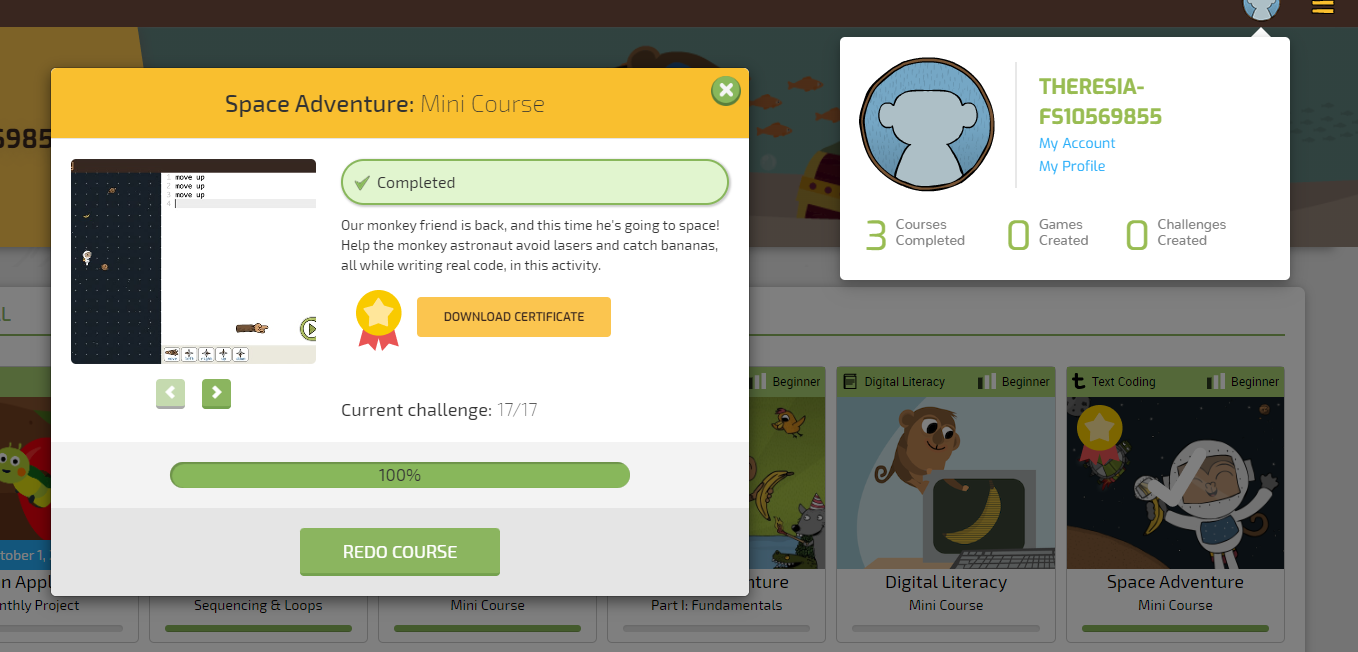 6985
Space Adventure: Mini Course
THERESIA-
FS10569855
My Account
My Profile
3 Courses
Completed
0 Games
Created
0 Challenges
Created
1 move up
2 move up
3 move up
4
Completed
Our monkey friend is back, and this time he's going to space!
Help the monkey astronaut avoid lasers and catch bananas,
all while writing real code, in this activity.
DOWNLOAD CERTIFICATE
Current challenge: 17/17
100%
REDO COURSE
L
Beginner
Digital Literacy Beginner
Text Coding Beginner
tober 1,
n Appl
nthly Project
Sequencing & Loops
Mini Course
nture
Part I: Fundamentals
Digital Literacy
Mini Course
Space Adventure
Mini Course